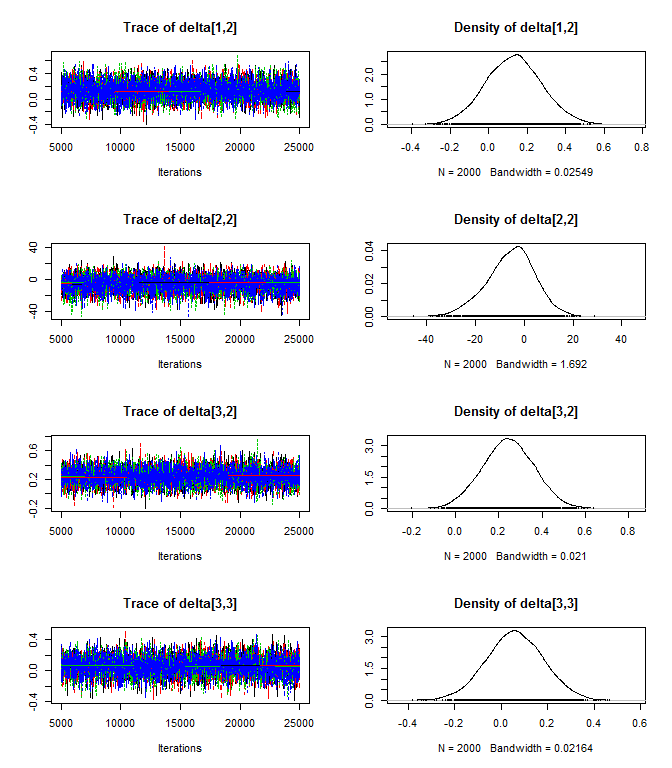 Trace of delta[1,2]
Density of delta[1,2]
-0.4 0.0 0.4
5000 10000 15000 20000 25000
Iterations
0.0 1.0 2.0
-0.4 -0.2 0.0 0.2 0.4 0.6 0.8
N = 2000 Bandwidth = 0.02549
Trace of delta[2,2]
Density of delta[2,2]
-40 0 40
5000 10000 15000 20000 25000
Iterations
0.00 0.02 0.04
-40 -20 0 20 40
N = 2000 Bandwidth = 1.692
Trace of delta[3,2]
Density of delta[3,2]
-0.2 0.2 0.6
5000 10000 15000 20000 25000
Iterations
0.0 1.5 3.0
-0.2 0.0 0.2 0.4 0.6 0.8
N = 2000 Bandwidth = 0.021
Trace of delta[3,3]
Density of delta[3,3]
-0.4 0.0 0.4
5000 10000 15000 20000 25000
Iterations
0.0 1.5 3.0
-0.4 -0.2 0.0 0.2 0.4 0.6
N = 2000 Bandwidth = 0.02164